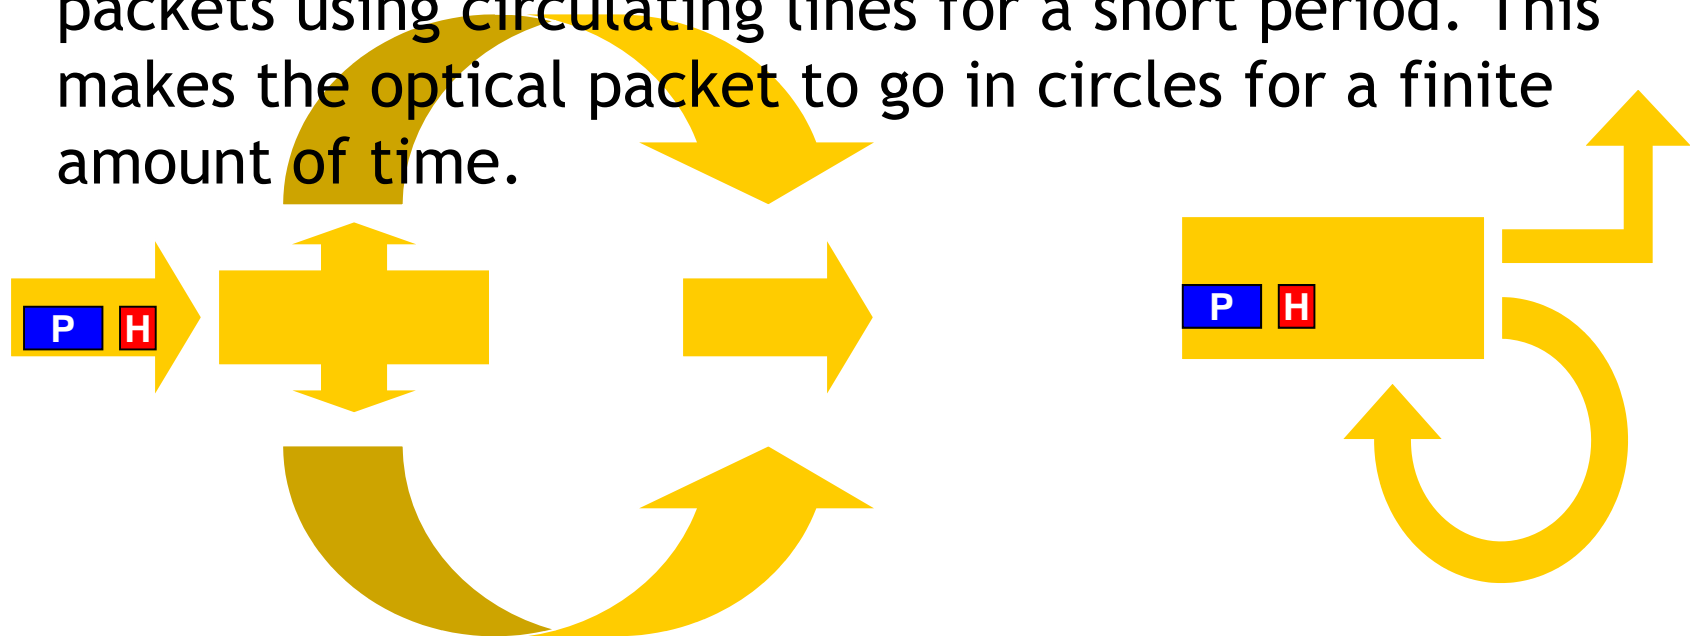 packets using circulating lines for a short period. This
makes the optical packet to go in circles for a finite
amount of time.
P H
P H